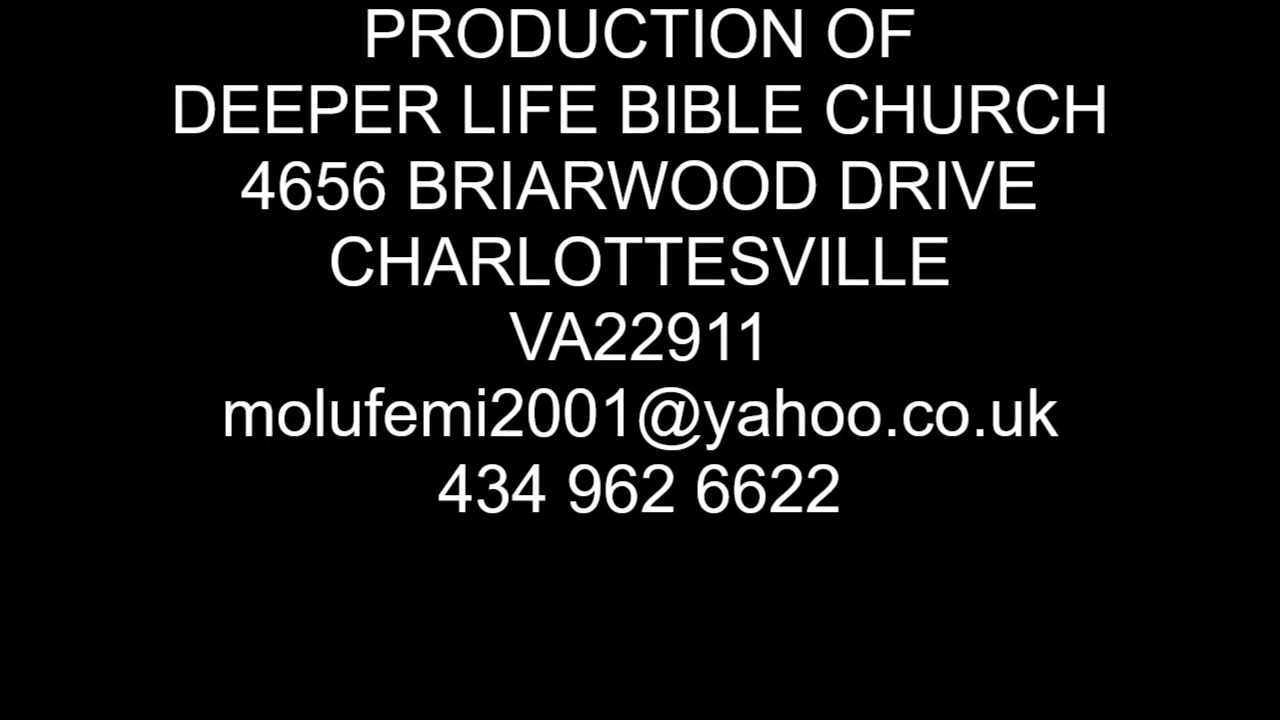 PRODUCTION OF
DEEPER LIFE BIBLE CHURCH
4656 BRIARWOOD DRIVE
CHARLOTTESVILLE
VA22911
molufemi2001@yahoo.co.uk
434 962 6622